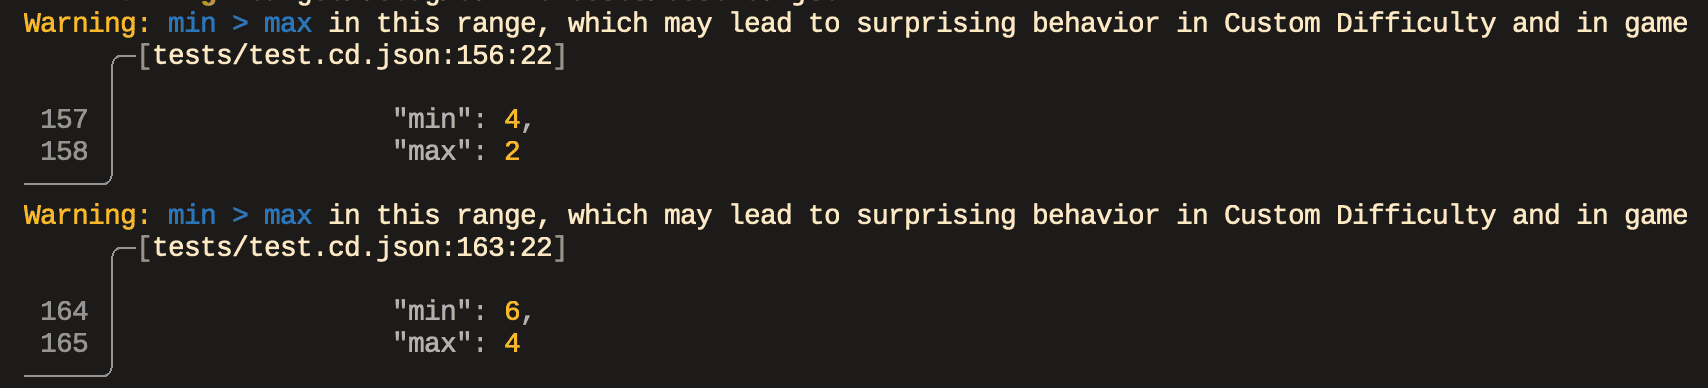 Warning: min > max in this range, which may lead to surprising behavior in Custom Difficulty and in game
[tests/test.cd.json:156:22]
157 "min": 4,
158 "max": 2
Warning: min > max in this range, which may lead to surprising behavior in Custom Difficulty and in game
[tests/test.cd.json:163:22]
164 "min": 6,
165 "max": 4